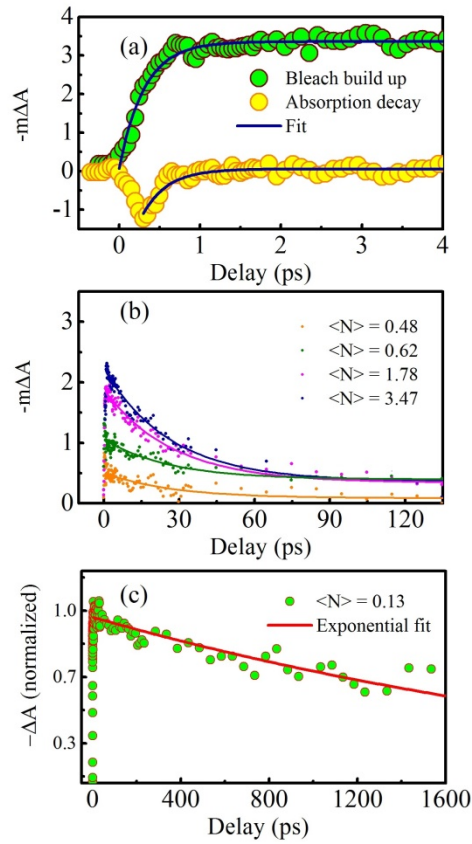 (a)
4
3
2
1
0
-1
-mΔA
Bleach build up
Absorption decay
Fit
0 1 2 3 4
Delay (ps)
(b)
3
2
1
0
-mΔA
<N> = 0.48
<N> = 0.62
<N> = 1.78
<N> = 3.47
0 30 60 90 120
Delay (ps)
(c)
1.0
0.7
0.3
−ΔA (normalized)
<N> = 0.13
Exponential fit
0 400 800 1200 1600
Delay (ps)